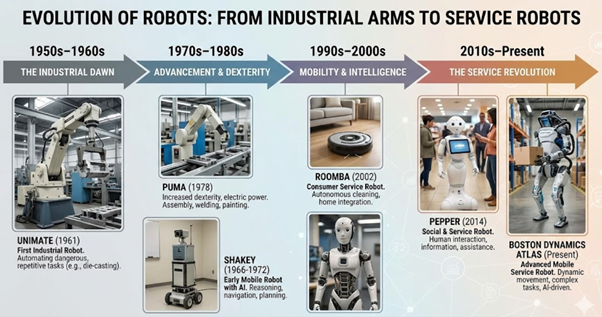 EVOLUTION OF ROBOTS: FROM INDUSTRIAL ARMS TO SERVICE ROBOTS
1950s–1960s
THE INDUSTRIAL DAWN
UNIMATE (1961)
First Industrial Robot.
Automating dangerous,
repetitive tasks (e.g., die-casting).
1970s–1980s
ADVANCEMENT & DEXTERITY
PUMA (1978)
Increased dexterity, electric power.
Assembly, welding, painting.
SHAKEY
(1966-1972)
Early Mobile Robot
with AI. Reasoning,
navigation, planning.
1990s–2000s
MOBILITY & INTELLIGENCE
ROOMBA (2002)
Consumer Service Robot.
Autonomous cleaning,
home integration.
2010s–Present
THE SERVICE REVOLUTION
PEPPER (2014)
Social & Service Robot.
Human interaction,
information, assistance.
BOSTON DYNAMICS
ATLAS (Present)
Advanced Mobile
Service Robot. Dynamic
movement, complex
tasks, AI-driven.